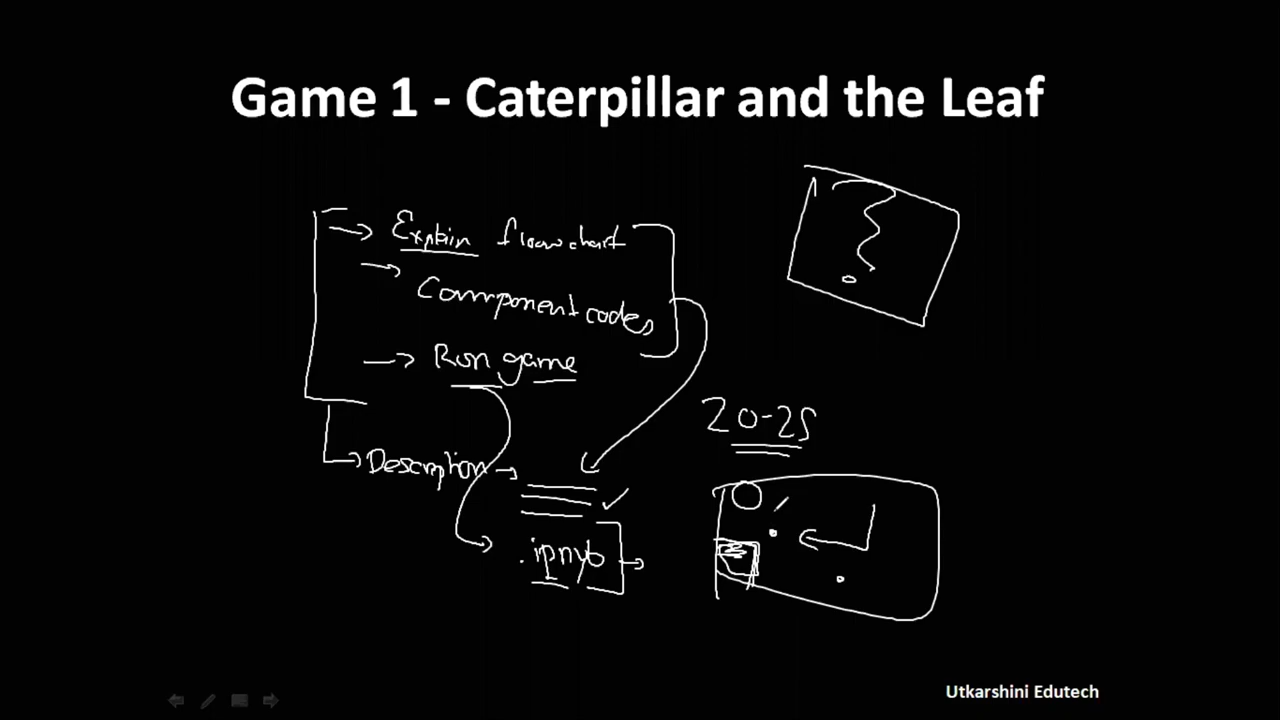 Game 1 - Caterpillar and the Leaf
Explain flowchart
Component codes
Run game
20-25
Description
.ipnyb
Utkarshini Edutech